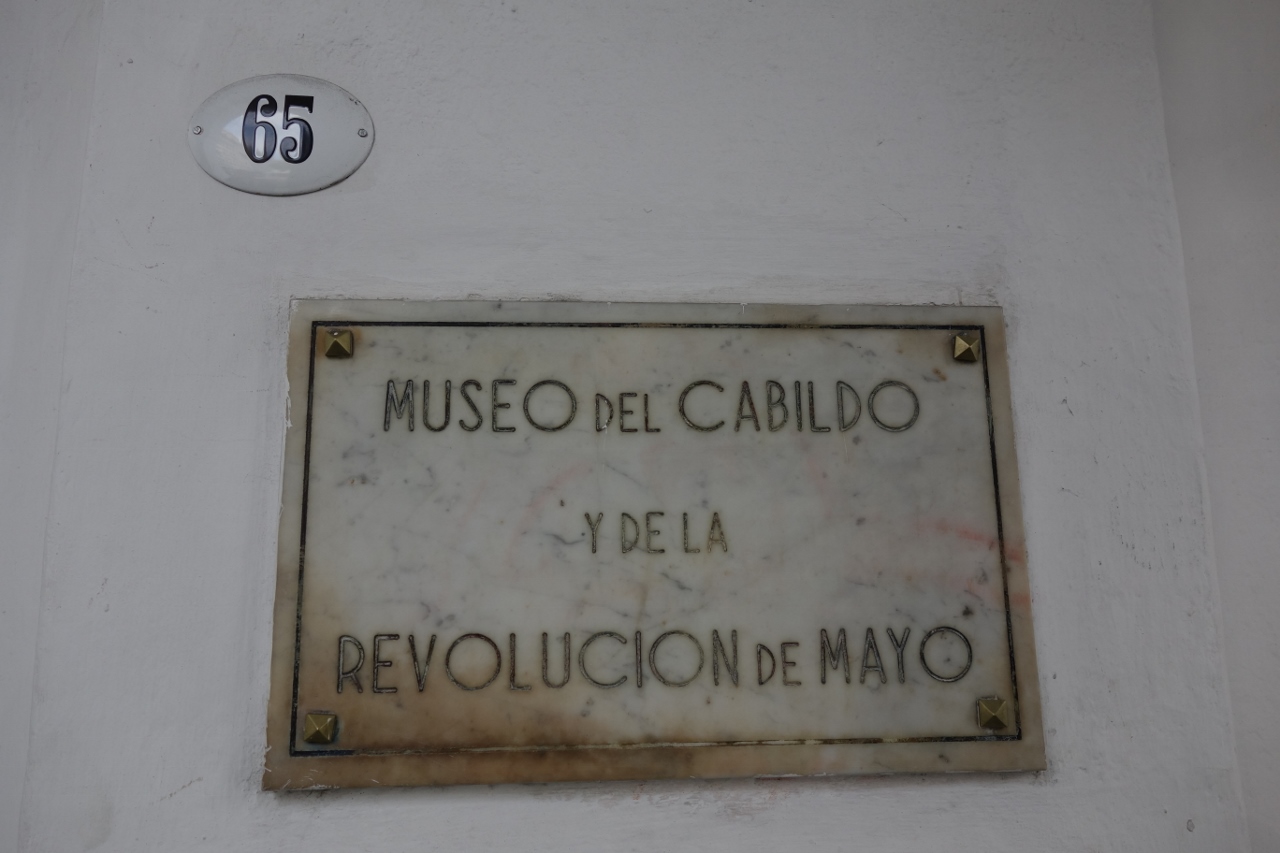 65
MUSEO DEL CABILDO
Y DE LA
REVOLUCION DE MAYO